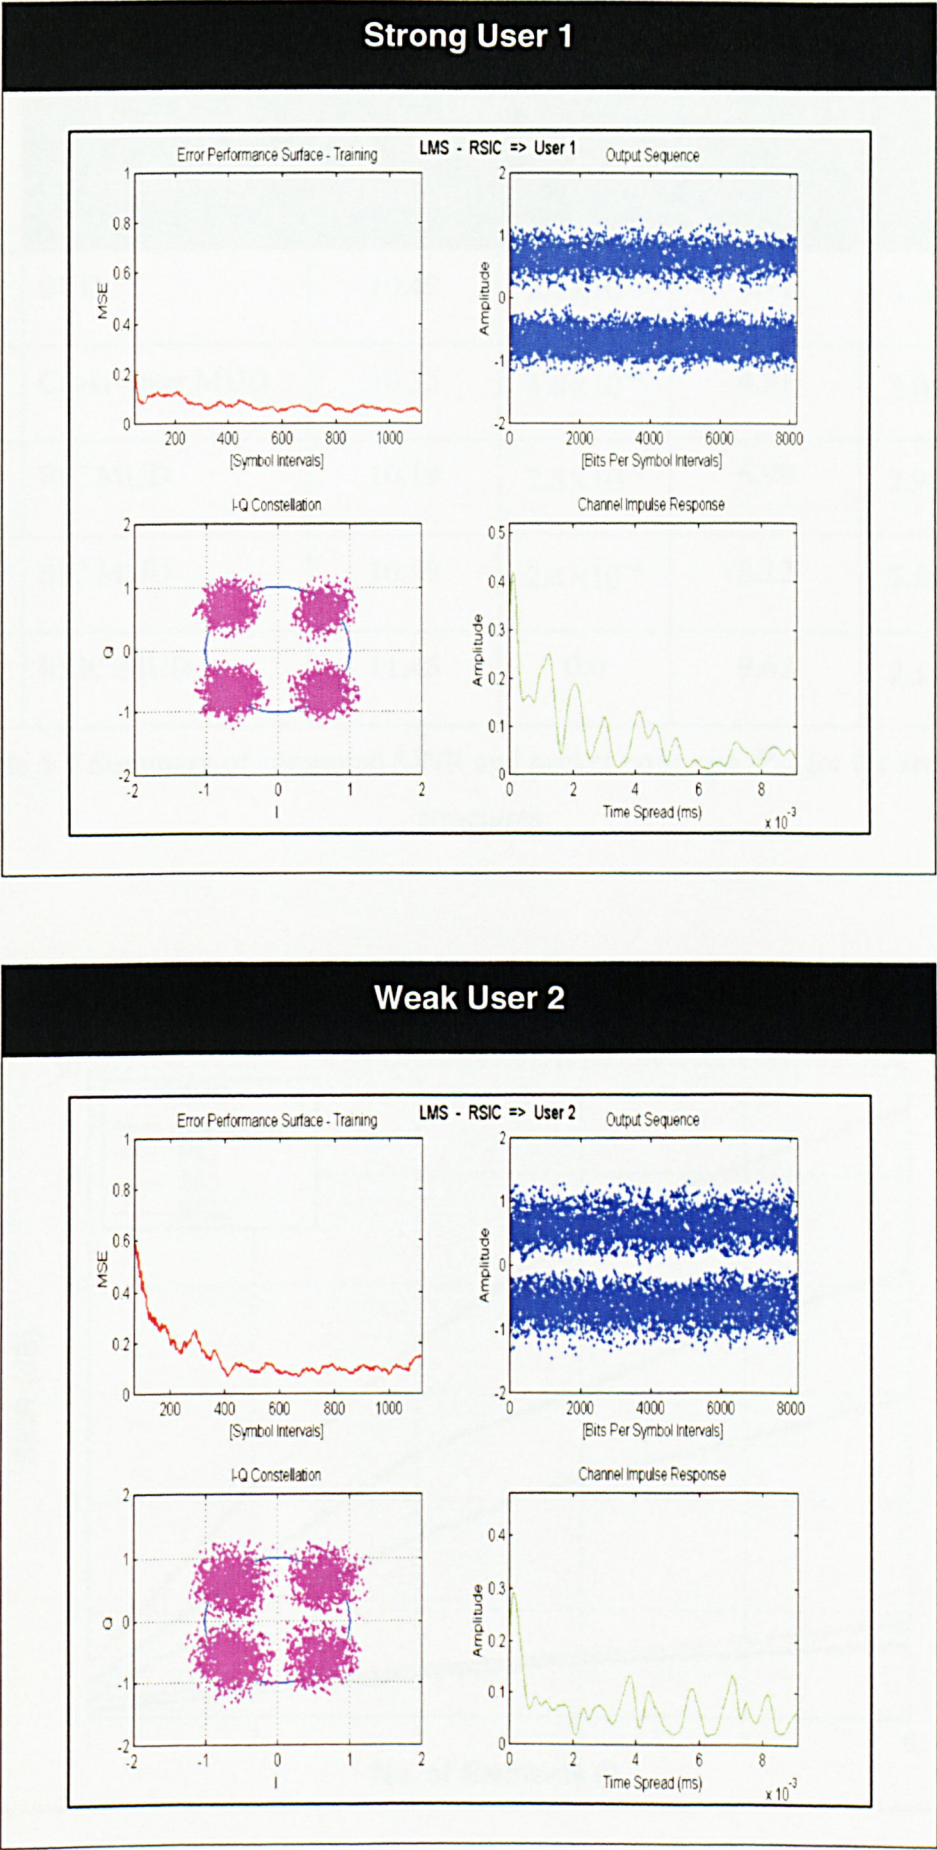 Strong User 1
LMS - RSIC => User 1
Error Performance Surface - Training
1
0.8
0.6
0.4
0.2
0
MSE
200 400 600 800 1000
[Symbol Intervals]
Output Sequence
2
1
0
-1
-2
Amplitude
0 2000 4000 6000 8000
[Bits Per Symbol Intervals]
I-Q Constellation
2
1
0
-1
-2
Q
-2 -1 0 1 2
I
Channel Impulse Response
0.5
0.4
0.3
0.2
0.1
0
Amplitude
0 2 4 6 8
Time Spread (ms)
x 10-3
Weak User 2
LMS - RSIC => User 2
Error Performance Surface - Training
1
0.8
0.6
0.4
0.2
0
MSE
200 400 600 800 1000
[Symbol Intervals]
Output Sequence
2
1
0
-1
-2
Amplitude
0 2000 4000 6000 8000
[Bits Per Symbol Intervals]
I-Q Constellation
2
1
0
-1
-2
Q
-2 -1 0 1 2
I
Channel Impulse Response
0.4
0.3
0.2
0.1
0
Amplitude
0 2 4 6 8
Time Spread (ms)
x 10-3